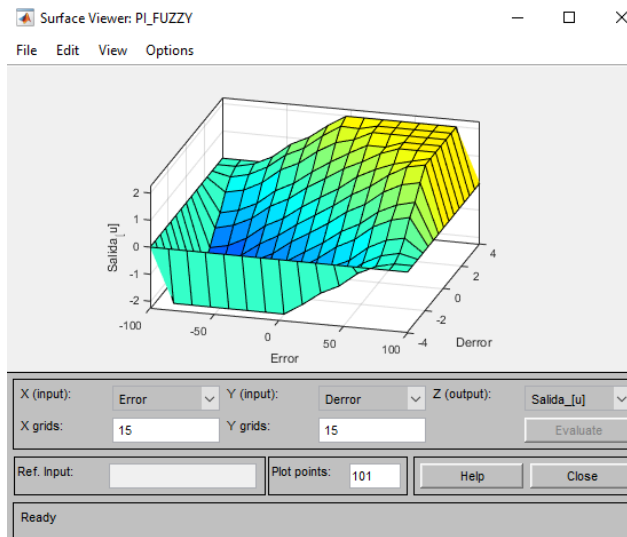 Surface Viewer: PI_FUZZY
File Edit View Options
2
1
0
-1
-2
Salida_[u]
-100
-50
0
50
100
Error
-4
-2
0
2
4
Derror
X (input): Error Y (input): Derror Z (output): Salida_[u]
X grids: 15 Y grids: 15 Evaluate
Ref. Input: Plot points: 101 Help Close
Ready